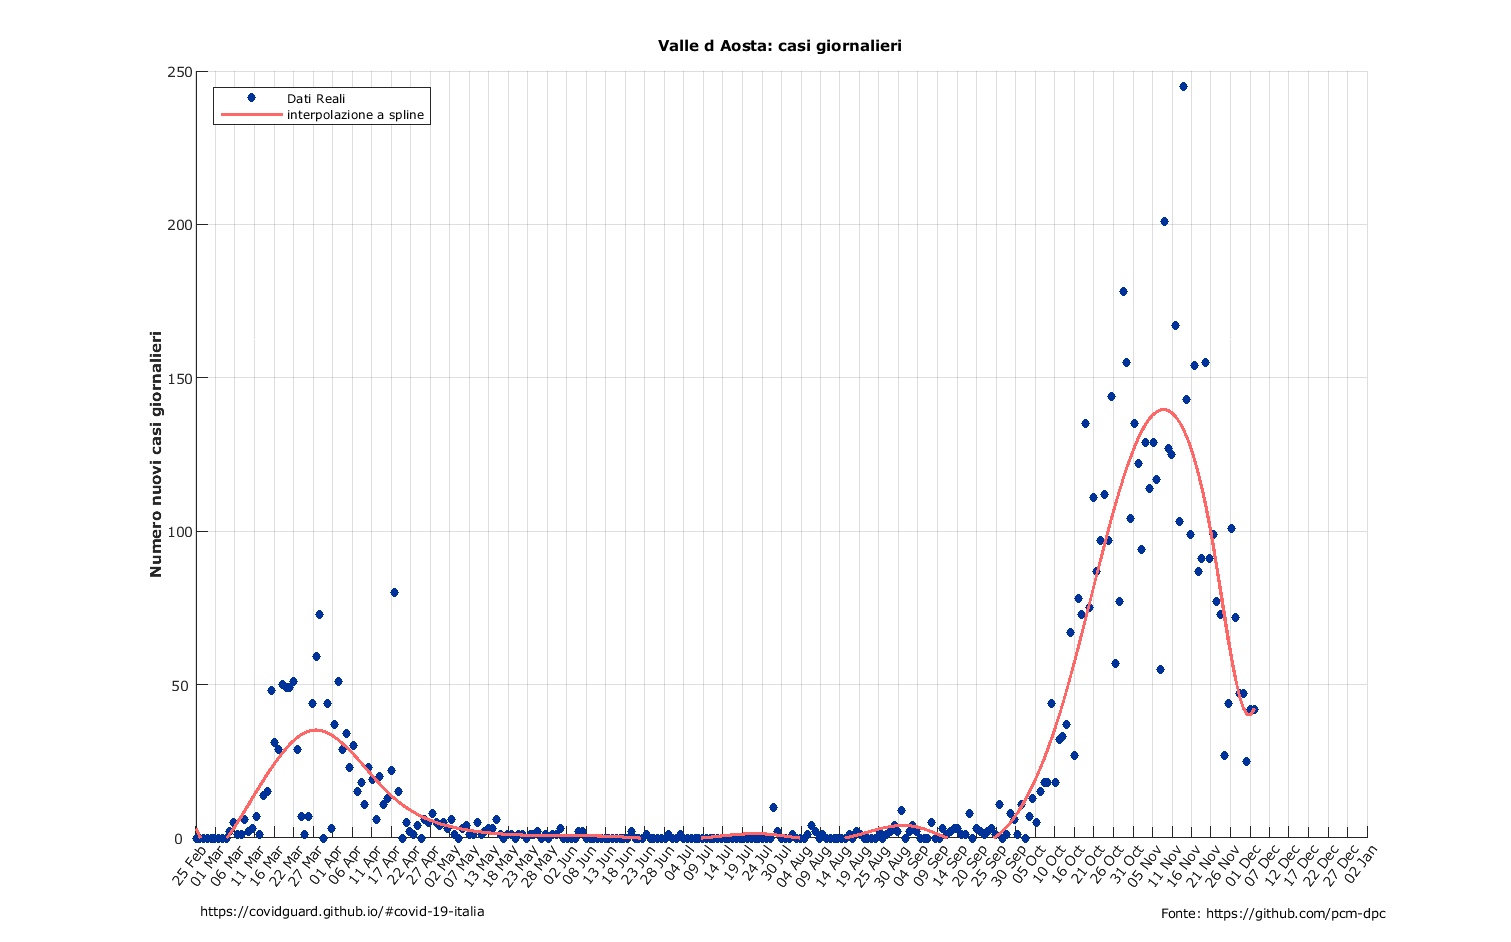 Valle d Aosta: casi giornalieri
Dati Reali
interpolazione a spline
Numero nuovi casi giornalieri
250
200
150
100
50
0
25 Feb
01 Mar
06 Mar
11 Mar
16 Mar
22 Mar
27 Mar
01 Apr
06 Apr
11 Apr
17 Apr
22 Apr
27 Apr
02 May
07 May
13 May
18 May
23 May
28 May
02 Jun
08 Jun
13 Jun
18 Jun
23 Jun
28 Jun
04 Jul
09 Jul
14 Jul
19 Jul
24 Jul
30 Jul
04 Aug
09 Aug
14 Aug
19 Aug
25 Aug
30 Aug
04 Sep
09 Sep
14 Sep
20 Sep
25 Sep
30 Sep
05 Oct
10 Oct
16 Oct
21 Oct
26 Oct
31 Oct
05 Nov
11 Nov
16 Nov
21 Nov
26 Nov
01 Dec
07 Dec
12 Dec
17 Dec
22 Dec
27 Dec
02 Jan
https://covidguard.github.io/#covid-19-italia
Fonte: https://github.com/pcm-dpc